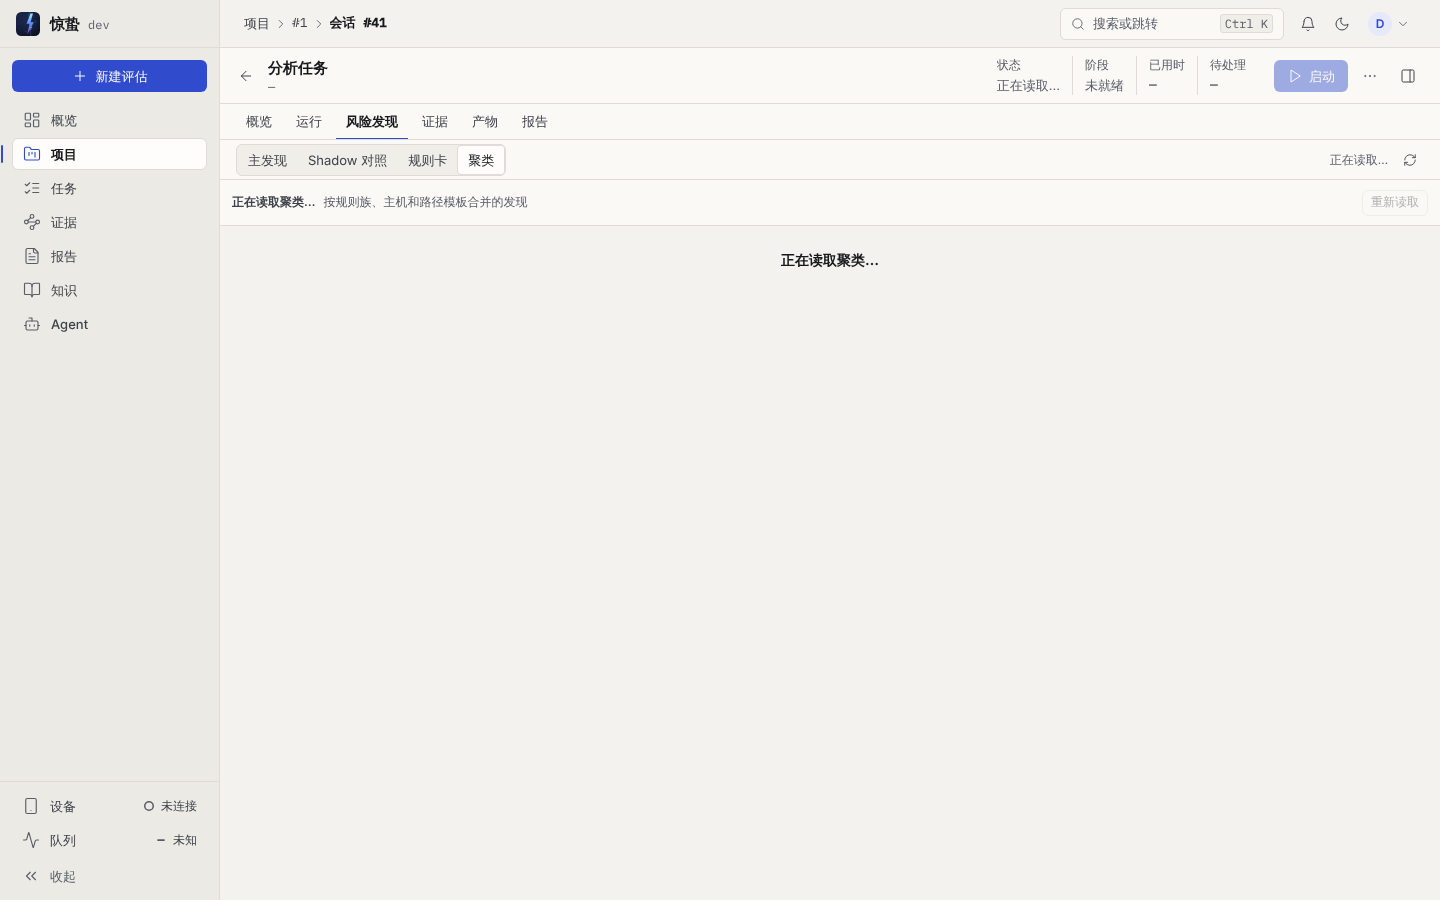 惊蛰 dev
项目 #1 会话 #41
搜索或跳转 Ctrl K
D
新建评估
概览
项目
任务
证据
报告
知识
Agent
设备 未连接
队列 – 未知
收起
分析任务
–
状态 阶段 已用时 待处理
正在读取... 未就绪 – –
启动
概览 运行 风险发现 证据 产物 报告
主发现 Shadow 对照 规则卡 聚类
正在读取...
正在读取聚类... 按规则族、主机和路径模板合并的发现
重新读取
正在读取聚类...